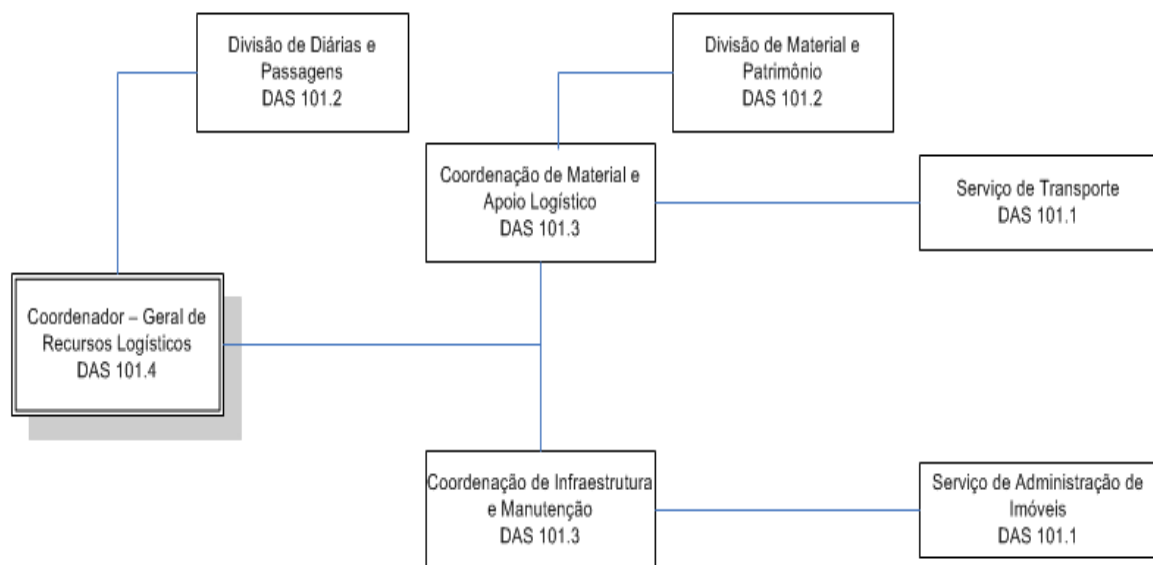 Divisão de Diárias e
Passagens
DAS 101.2
Divisão de Material e
Patrimônio
DAS 101.2
Coordenação de Material e
Apoio Logístico
DAS 101.3
Serviço de Transporte
DAS 101.1
Coordenador – Geral de
Recursos Logísticos
DAS 101.4
Coordenação de Infraestrutura
e Manutenção
DAS 101.3
Serviço de Administração de
Imóveis
DAS 101.1